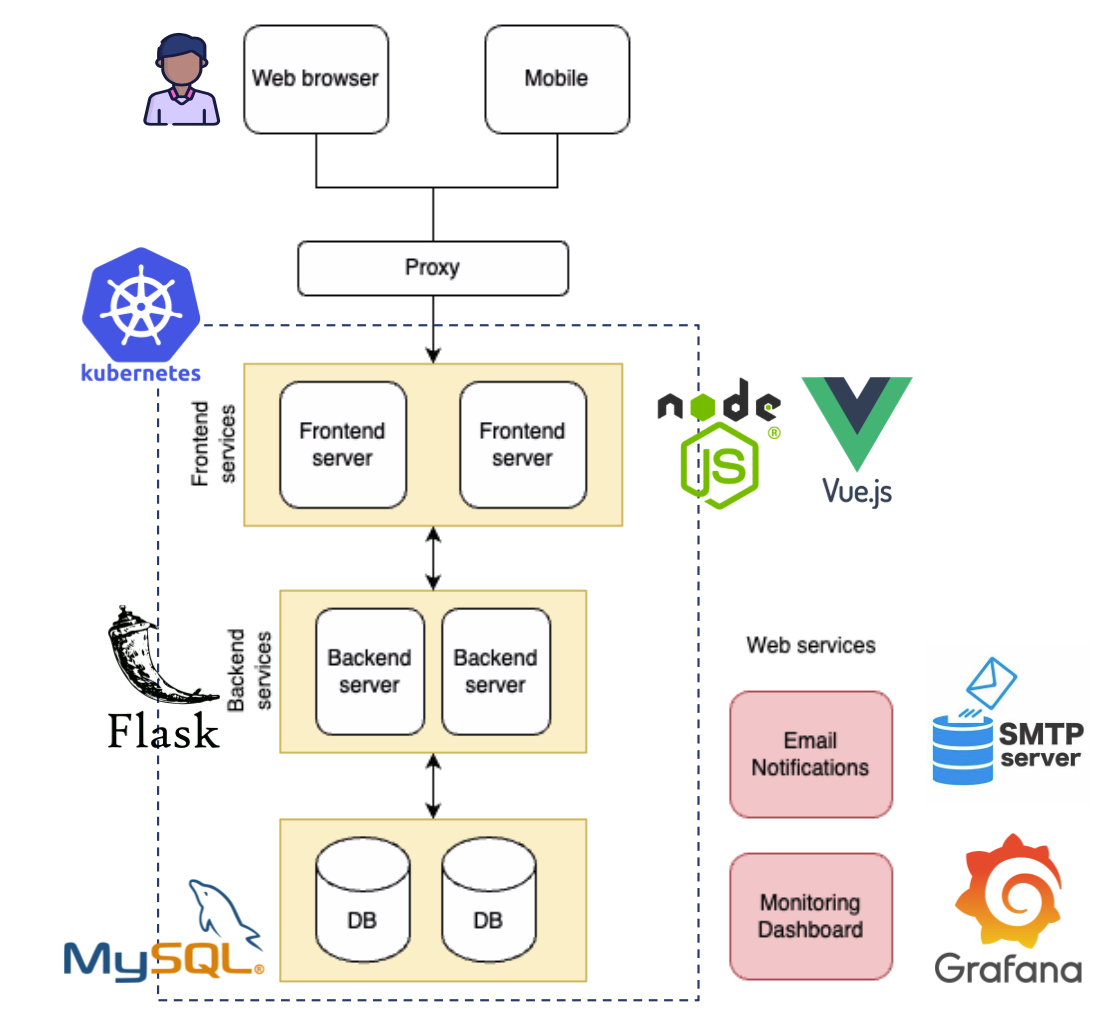 Web browser
Mobile
Proxy
kubernetes
Frontend
services
Frontend
server
Frontend
server
node
JS
®
Vue.js
Flask
Backend
services
Backend
server
Backend
server
Web services
Email
Notifications
SMTP
server
DB
DB
MySQL®
Monitoring
Dashboard
Grafana